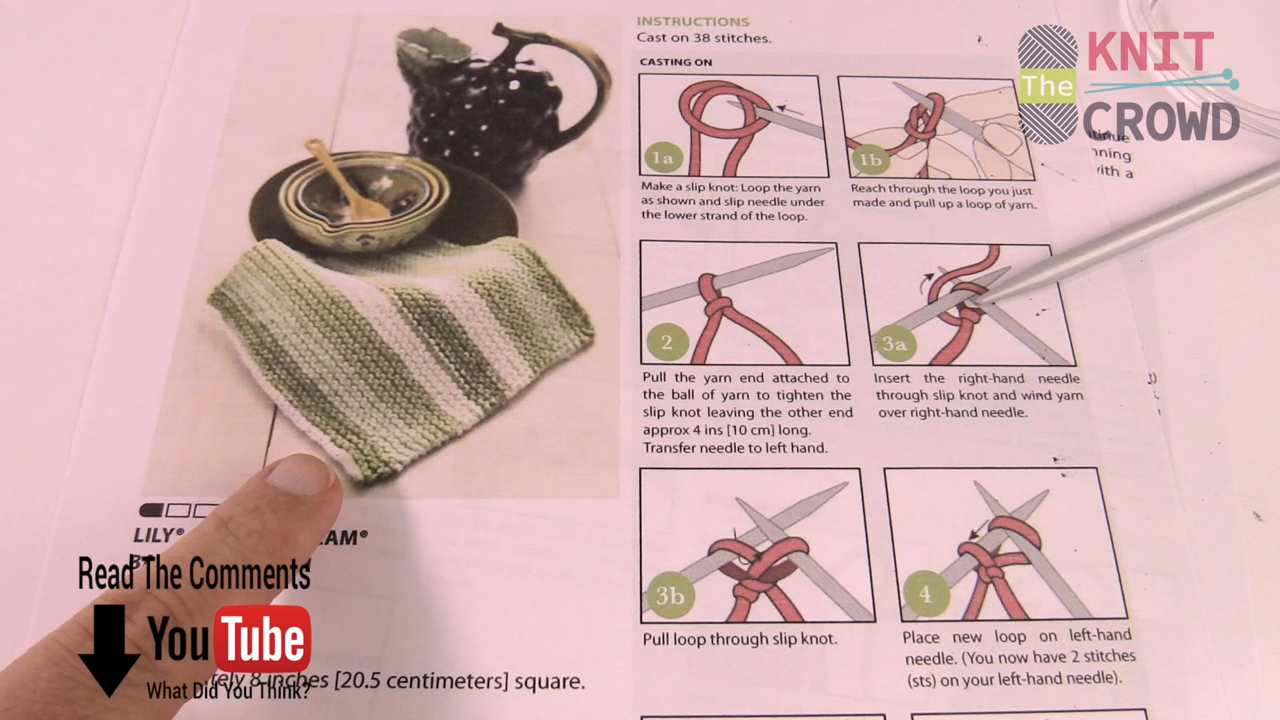 INSTRUCTIONS
Cast on 38 stitches.
CASTING ON
1a
Make a slip knot: Loop the yarn
as shown and slip needle under
the lower strand of the loop.
1b
Reach through the loop you just
made and pull up a loop of yarn.
2
Pull the yarn end attached to
the ball of yarn to tighten the
slip knot leaving the other end
approx 4 ins [10 cm] long.
Transfer needle to left hand.
3a
Insert the right-hand needle
through slip knot and wind yarn
over right-hand needle.
3b
Pull loop through slip knot.
4
Place new loop on left-hand
needle. (You now have 2 stitches
(sts) on your left-hand needle).
The
KNIT
CROWD
with a
LILY®
8 inches [20.5 centimeters] square.
Read The Comments
YouTube
What Did You Think?